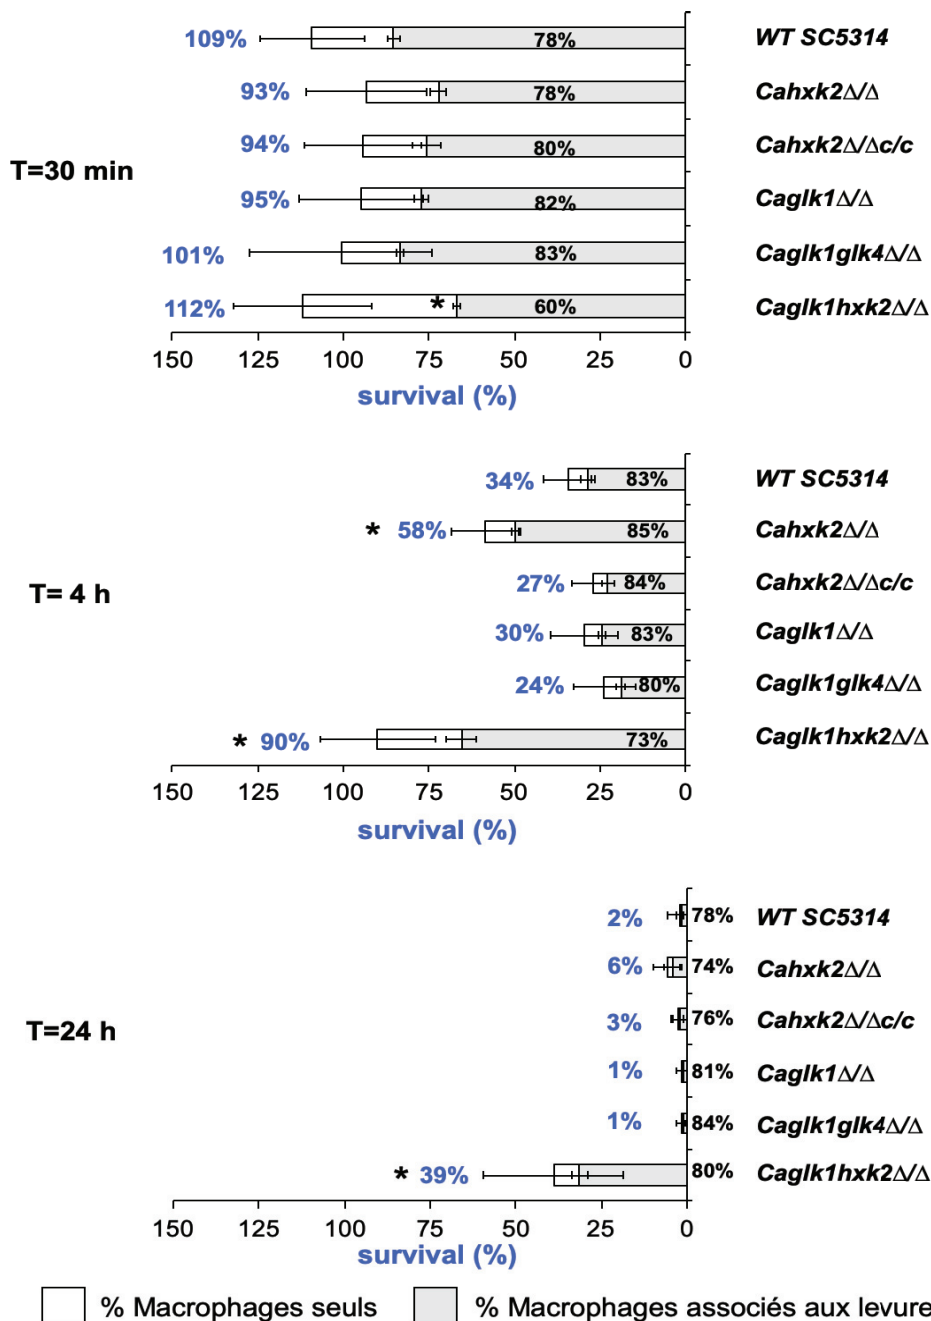 109% 78% WT SC5314
93% 78% Cahxk2Δ/Δ
94% 80% Cahxk2Δ/Δc/c
T=30 min
95% 82% Caglk1Δ/Δ
101% 83% Caglk1glk4Δ/Δ
112% * 60% Caglk1hxk2Δ/Δ
150 125 100 75 50 25 0
survival (%)
34% 83% WT SC5314
* 58% 85% Cahxk2Δ/Δ
27% 84% Cahxk2Δ/Δc/c
T= 4 h
30% 83% Caglk1Δ/Δ
24% 80% Caglk1glk4Δ/Δ
* 90% 73% Caglk1hxk2Δ/Δ
150 125 100 75 50 25 0
survival (%)
2% 78% WT SC5314
6% 74% Cahxk2Δ/Δ
3% 76% Cahxk2Δ/Δc/c
T=24 h
1% 81% Caglk1Δ/Δ
1% 84% Caglk1glk4Δ/Δ
* 39% 80% Caglk1hxk2Δ/Δ
150 125 100 75 50 25 0
survival (%)
% Macrophages seuls % Macrophages associés aux levure